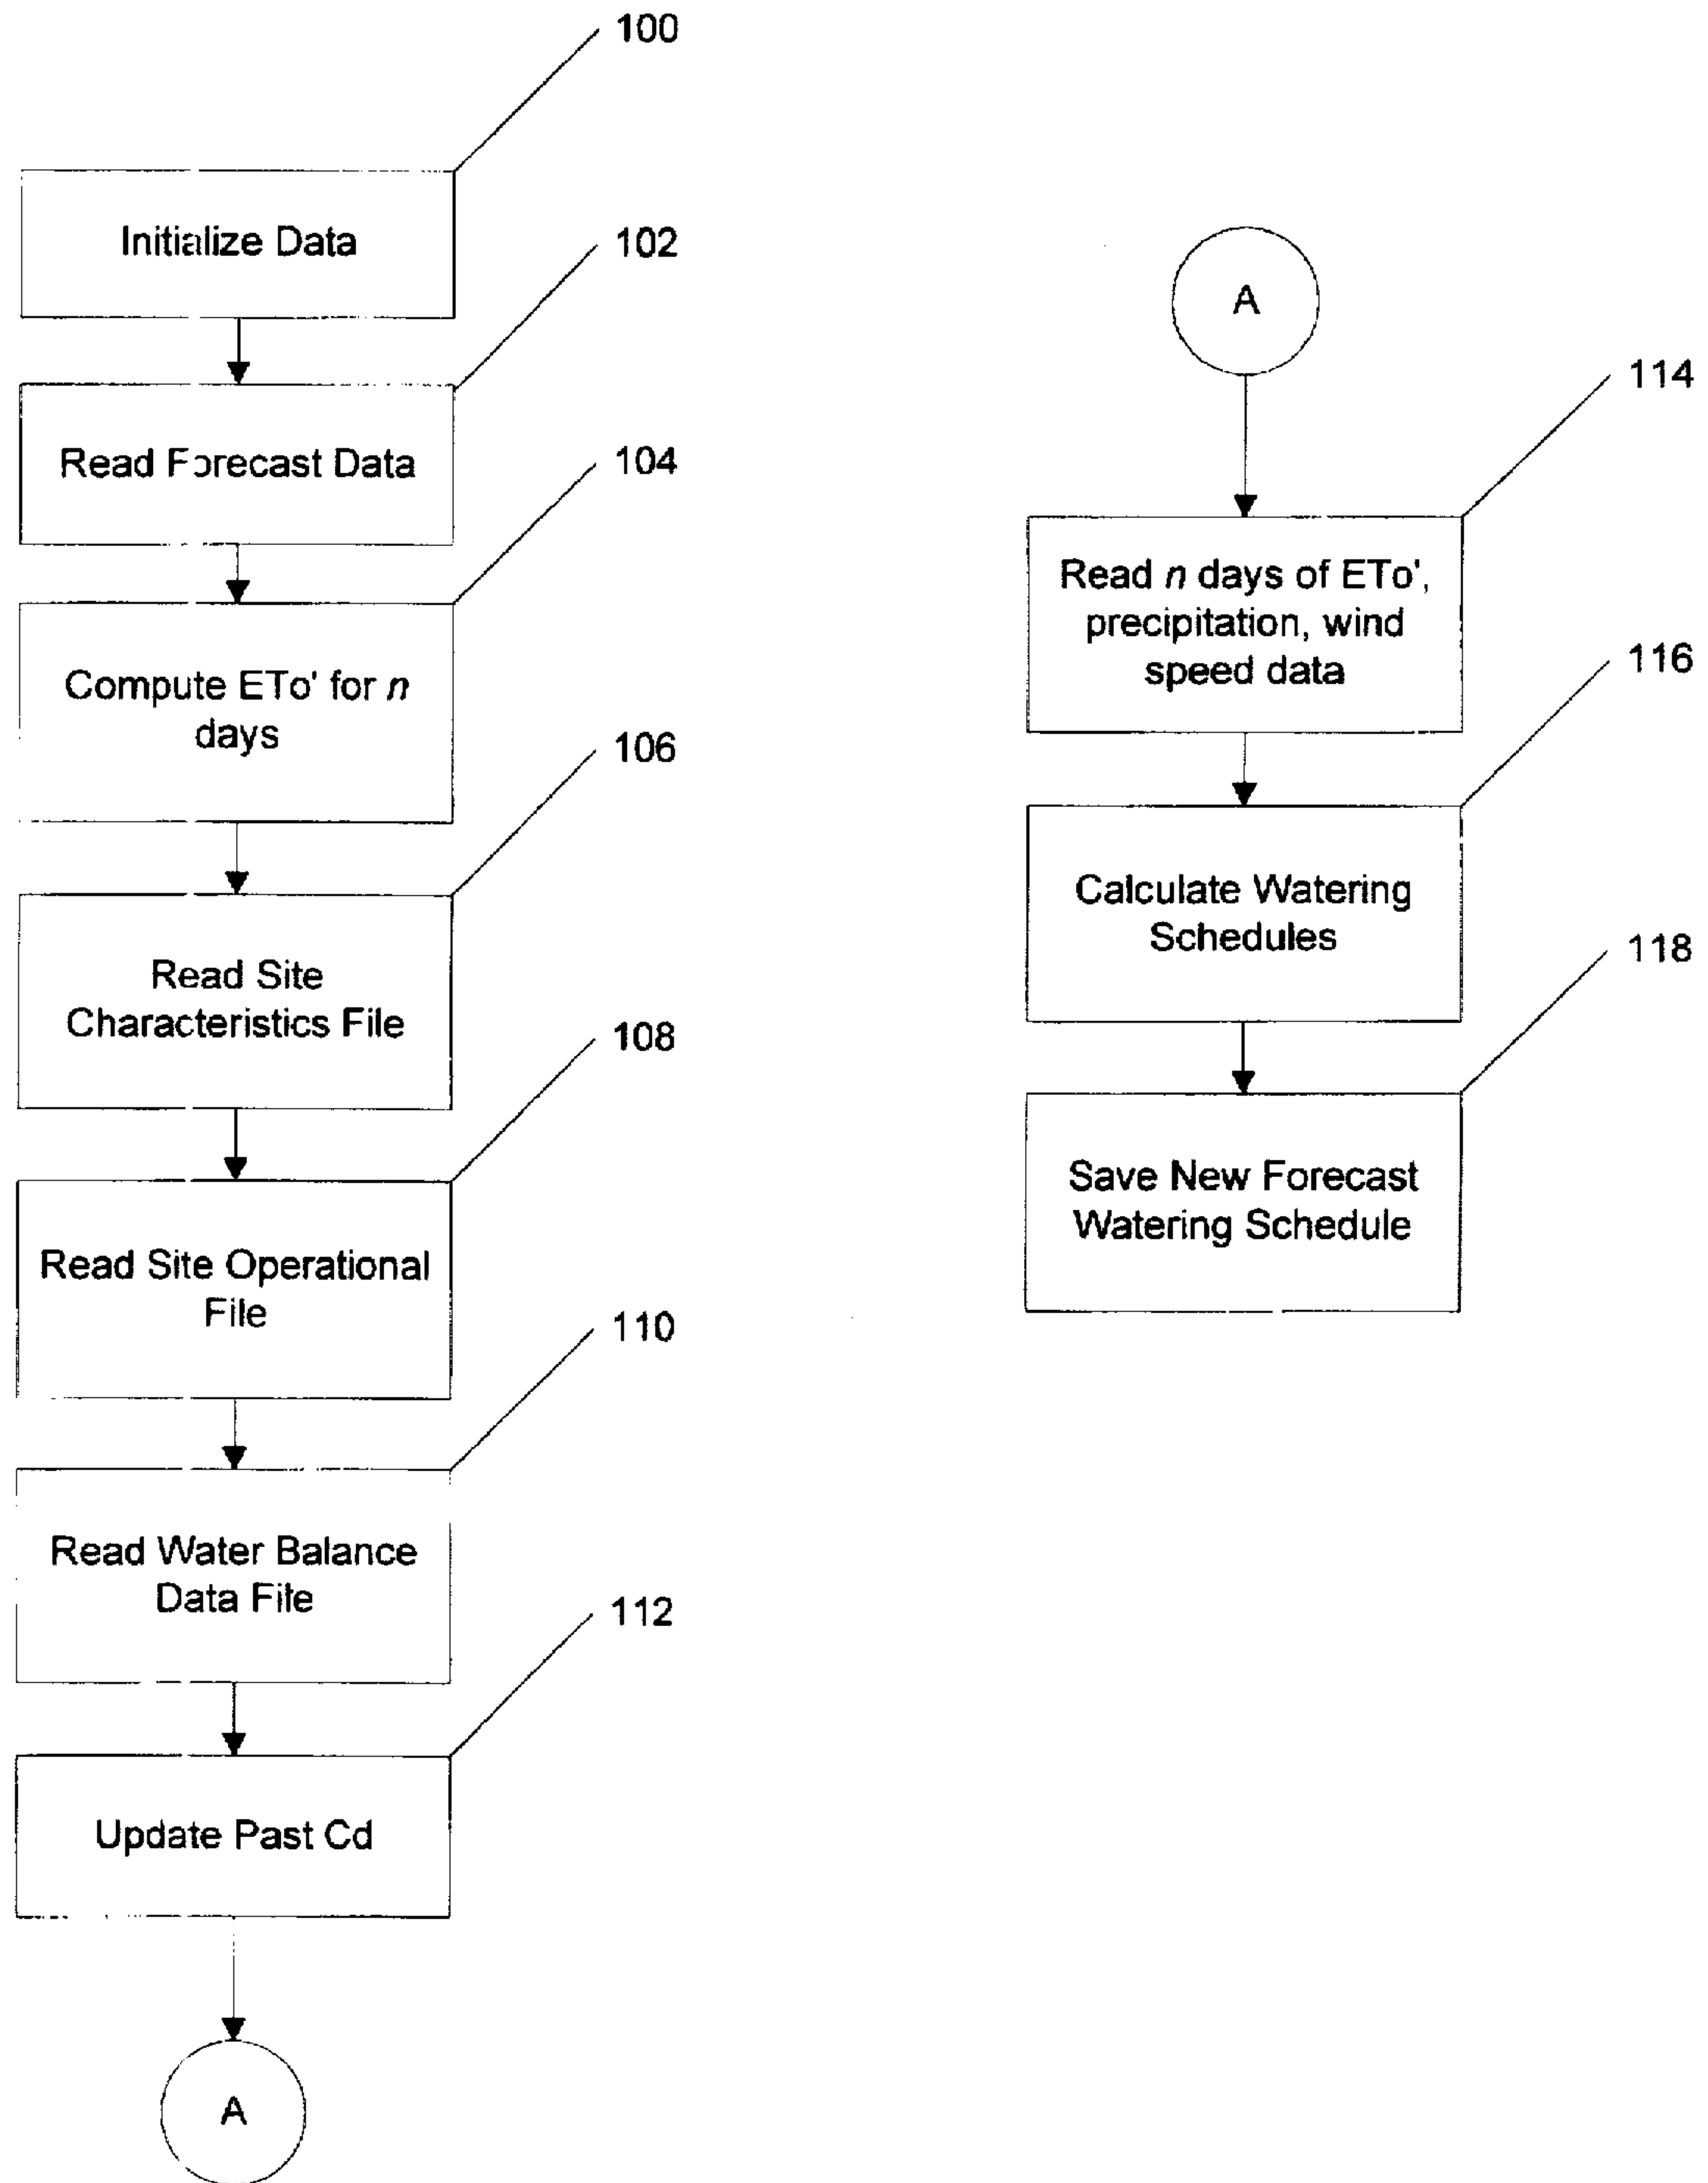 100
Initialize Data
102
Read Forecast Data
104
Compute ETo' for n
days
106
Read Site
Characteristics File
108
Read Site Operational
File
110
Read Water Balance
Data File
112
Update Past Cd
A
A
114
Read n days of ETo',
precipitation, wind
speed data
116
Calculate Watering
Schedules
118
Save New Forecast
Watering Schedule